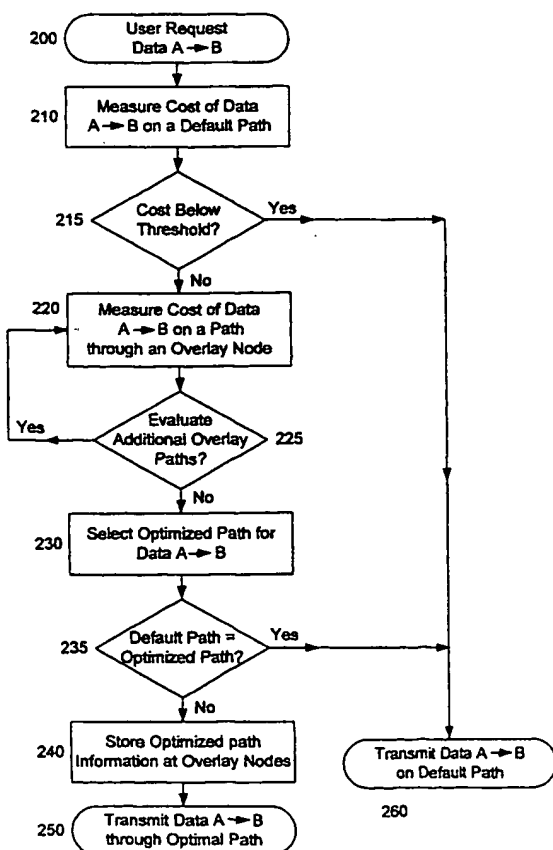 200
User Request
Data A → B
210
Measure Cost of Data
A → B on a Default Path
215
Cost Below
Threshold?
Yes
No
220
Measure Cost of Data
A → B on a Path
through an Overlay Node
Yes
Evaluate
Additional Overlay
Paths?
225
No
230
Select Optimized Path for
Data A → B
235
Default Path =
Optimized Path?
Yes
No
240
Store Optimized path
Information at Overlay Nodes
Transmit Data A → B
on Default Path
260
250
Transmit Data A → B
through Optimal Path